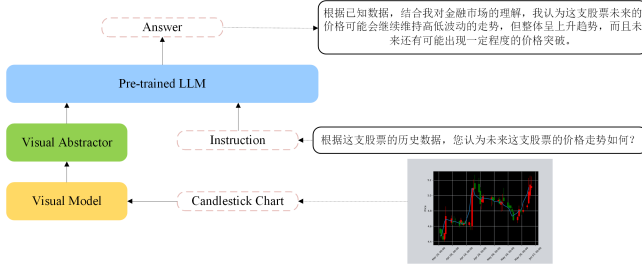 Answer
根据已知数据，结合我对金融市场的理解，我认为这支股票未来的
价格可能会继续维持高低波动的走势，但整体呈上升趋势，而且未
来还有可能出现一定程度的价格突破。
Pre-trained LLM
Visual Abstractor
Instruction
根据这支股票的历史数据，您认为未来这支股票的价格走势如何？
Visual Model
Candlestick Chart